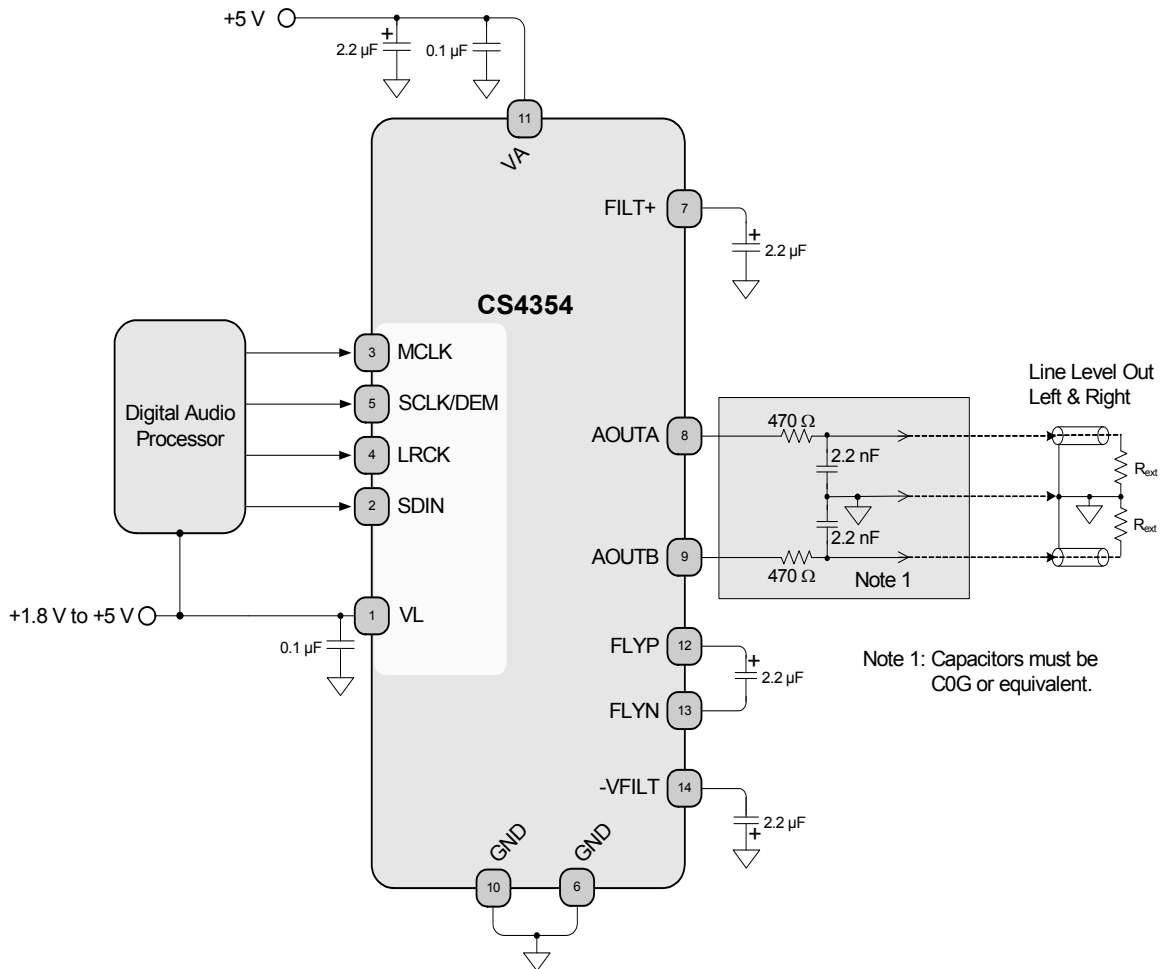 +5 V
2.2 µF
+
0.1 µF
11
VA
FILT+
7
+
2.2 µF
CS4354
Digital Audio
Processor
3
MCLK
5
SCLK/DEM
4
LRCK
2
SDIN
AOUTA
8
470 Ω
2.2 nF
2.2 nF
AOUTB
9
470 Ω
Note 1
Line Level Out
Left & Right
Rext
Rext
+1.8 V to +5 V
1
VL
0.1 µF
FLYP
12
+
2.2 µF
FLYN
13
Note 1: Capacitors must be
C0G or equivalent.
-VFILT
14
2.2 µF
+
GND
GND
10
6